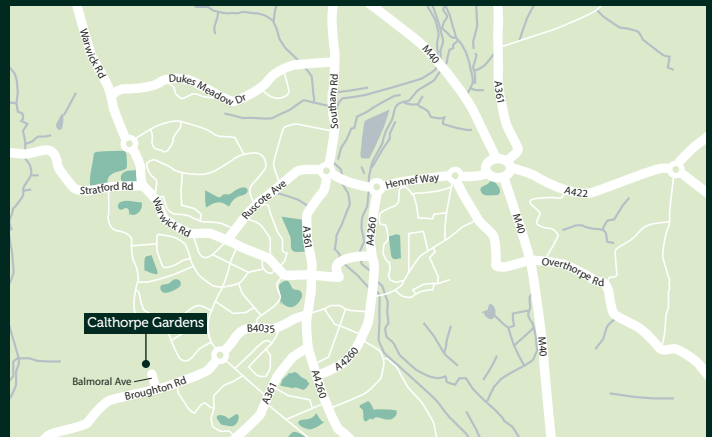 Warwick Rd
M40
A361
Dukes Meadow Dr
Southam Rd
Hennef Way
Stratford Rd
Ruscote Ave
A422
Warwick Rd
A361
A4260
M40
Overthorpe Rd
Calthorpe Gardens
B4035
M40
A4260
Balmoral Ave
Broughton Rd
A361
A4260